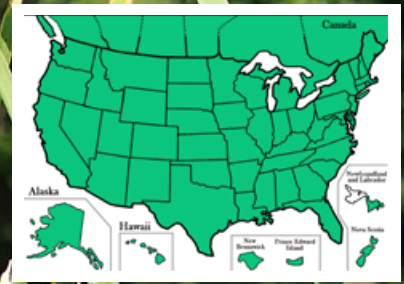 Canada
Newfoundland
and Labrador
Alaska
Hawaii
New
Brunswick
Prince Edward
Island
Nova Scotia